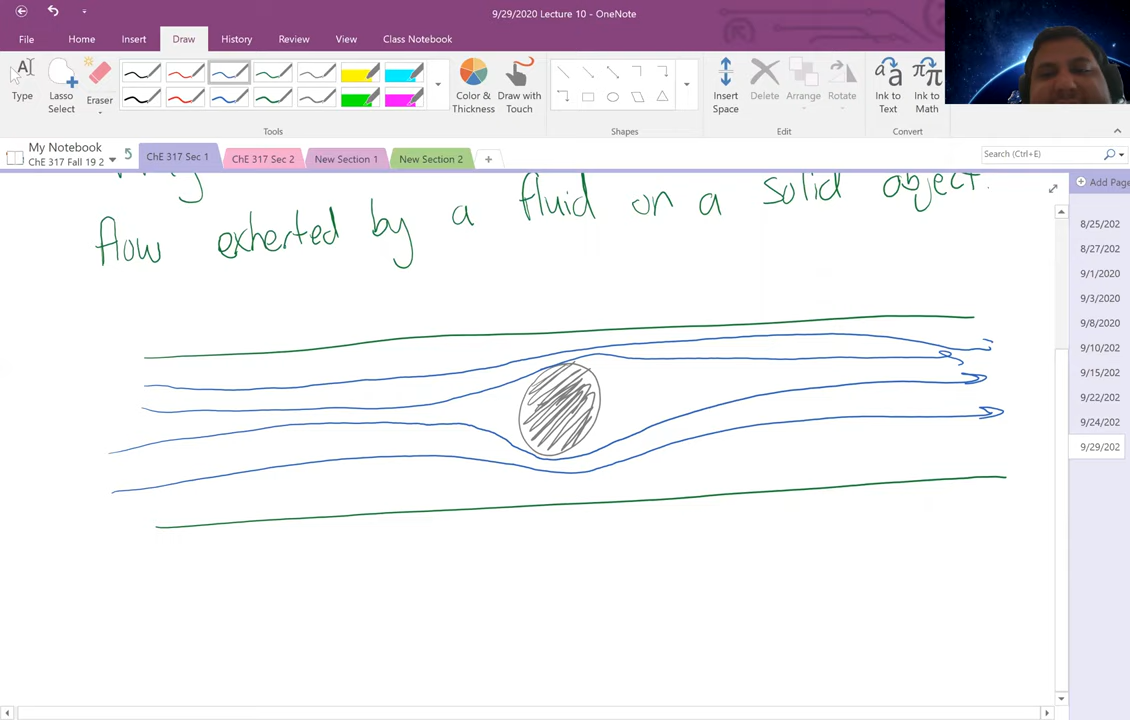 9/29/2020 Lecture 10 - OneNote
File Home Insert Draw History Review View Class Notebook
Type
Lasso Select
Eraser
Color & Thickness
Draw with Touch
Insert Space
Delete
Arrange
Rotate
Ink to Text
Ink to Math
Tools Shapes Edit Convert
My Notebook
ChE 317 Fall 19 2
ChE 317 Sec 1 ChE 317 Sec 2 New Section 1 New Section 2 +
Search (Ctrl+E)
Add Page
8/25/202
8/27/202
9/1/2020
9/3/2020
9/8/2020
9/10/202
9/15/202
9/22/202
9/24/202
9/29/202
flow exherted by a fluid on a solid object.